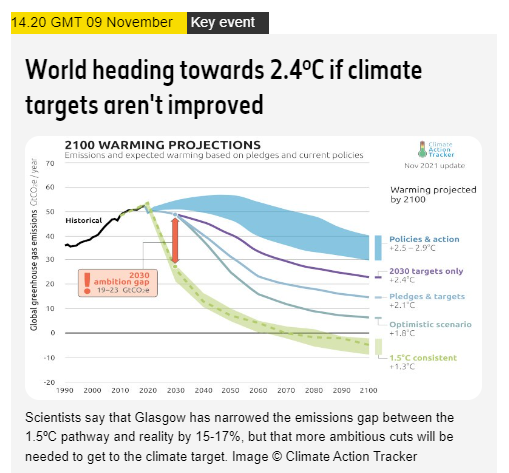 14.20 GMT 09 November Key event
World heading towards 2.4ºC if climate
targets aren't improved
2100 WARMING PROJECTIONS
Emissions and expected warming based on pledges and current policies
Climate
Action
Tracker
Nov 2021 update
Warming projected
by 2100
Global greenhouse gas emissions GtCO₂e / year
70
60
50
40
30
20
10
0
-10
-20
Historical
2030
ambition gap
19–23 GtCO₂e
Policies & action
+2.5 – 2.9°C
2030 targets only
+2.4°C
Pledges & targets
+2.1°C
Optimistic scenario
+1.8°C
1.5°C consistent
+1.3°C
1990 2000 2010 2020 2030 2040 2050 2060 2070 2080 2090 2100
Scientists say that Glasgow has narrowed the emissions gap between the
1.5ºC pathway and reality by 15-17%, but that more ambitious cuts will be
needed to get to the climate target. Image © Climate Action Tracker